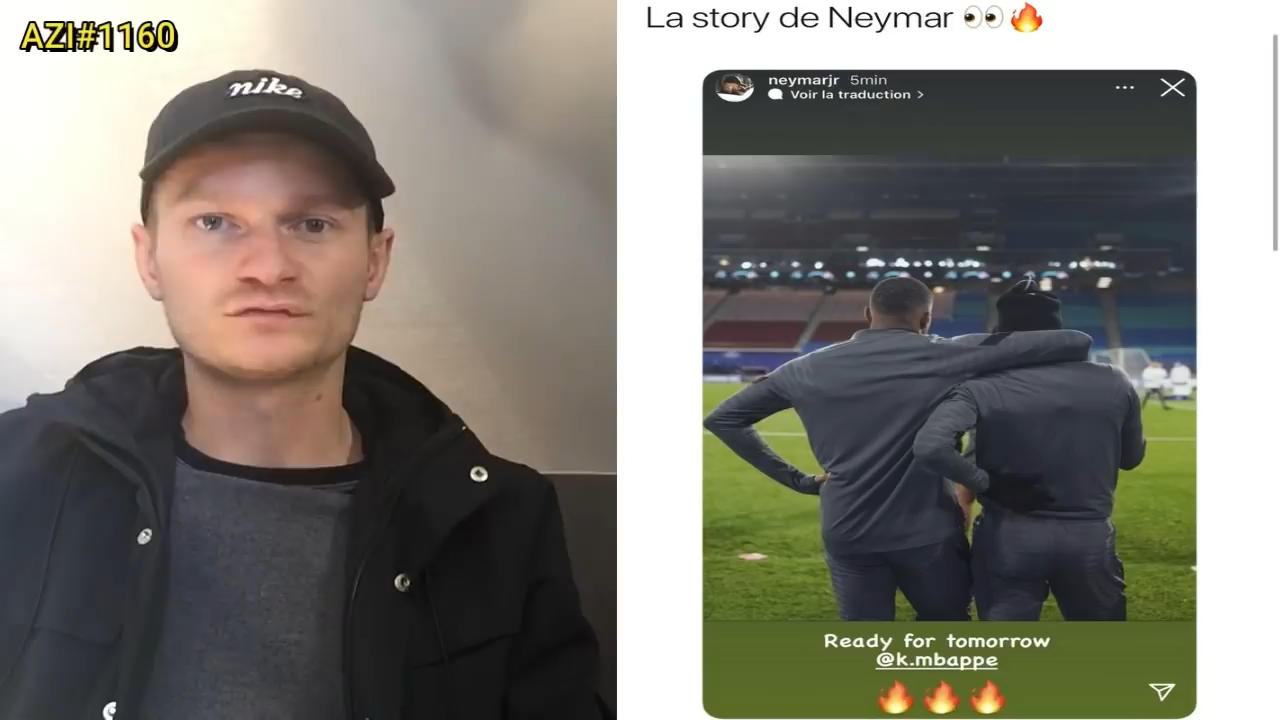 AZI#1160
nike
La story de Neymar 👀🔥
neymarjr 5min
Voir la traduction >
Ready for tomorrow
@k.mbappe
🔥🔥🔥